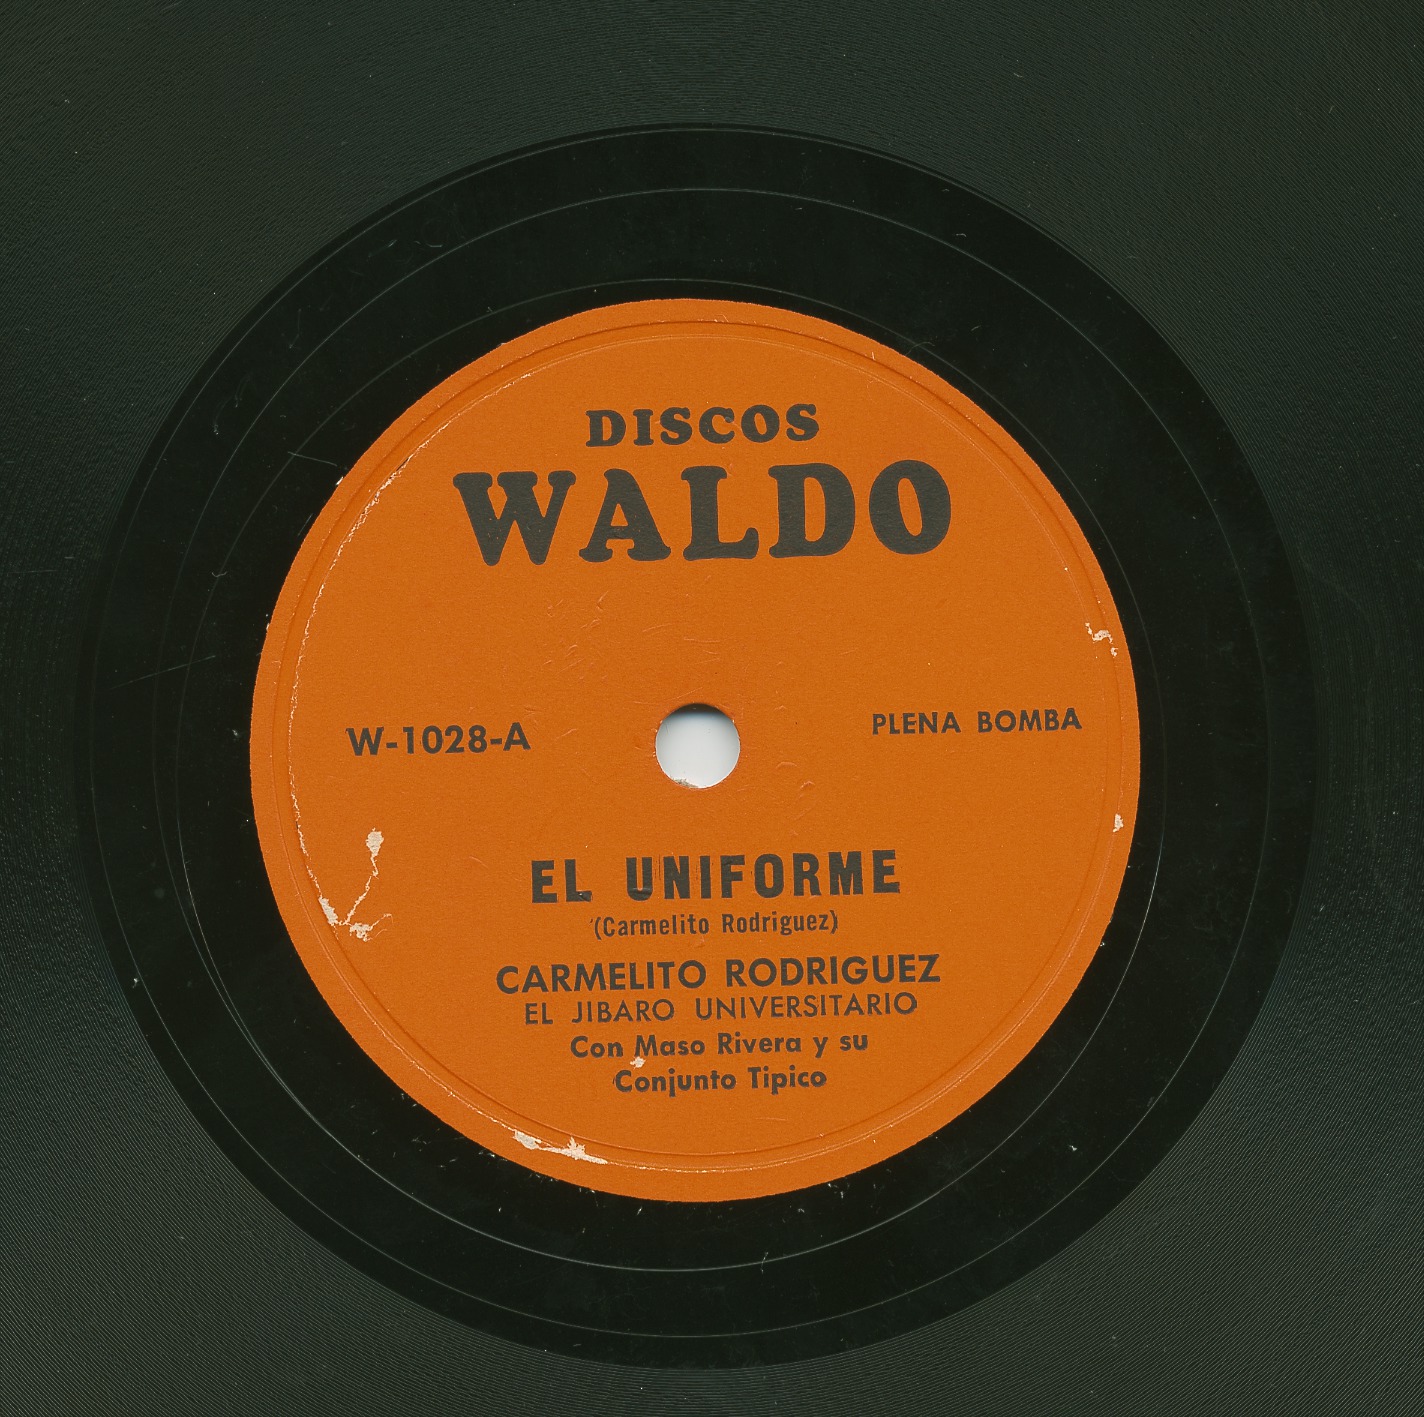 DISCOS
WALDO
W-1028-A
PLENA BOMBA
EL UNIFORME
(Carmelito Rodriguez)
CARMELITO RODRIGUEZ
EL JIBARO UNIVERSITARIO
Con Maso Rivera y su
Conjunto Tipico